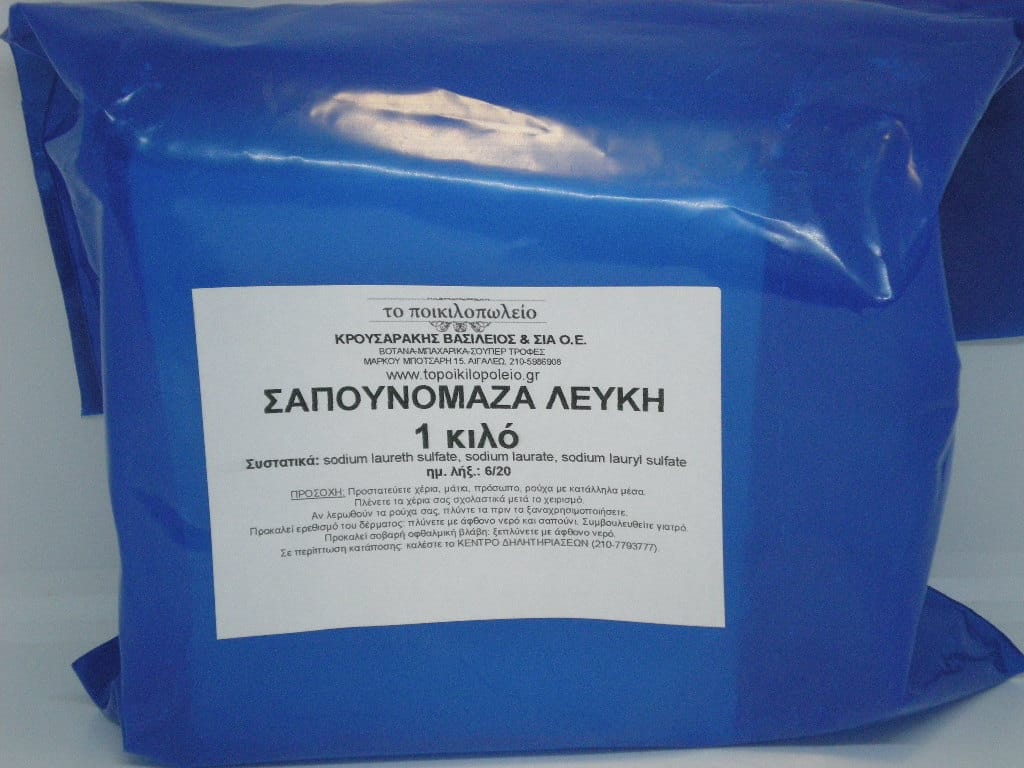 το ποικιλοπωλείο
ΚΡΟΥΣΑΡΑΚΗΣ ΒΑΣΙΛΕΙΟΣ & ΣΙΑ Ο.Ε.
ΒΟΤΑΝΑ-ΜΠΑΧΑΡΙΚΑ-ΣΟΥΠΕΡ ΤΡΟΦΕΣ
ΜΑΡΚΟΥ ΜΠΟΤΣΑΡΗ 15. ΑΙΓΑΛΕΩ. 210-5986908
www.topoikilopoleio.gr
ΣΑΠΟΥΝΟΜΑΖΑ ΛΕΥΚΗ
1 κιλό
Συστατικά: sodium laureth sulfate, sodium laurate, sodium lauryl sulfate
ημ. λήξ.: 6/20
ΠΡΟΣΟΧΗ: Προστατεύετε χέρια, μάτια, πρόσωπο, ρούχα με κατάλληλα μέσα.
Πλένετε τα χέρια σας σχολαστικά μετά το χειρισμό.
Αν λερωθούν τα ρούχα σας, πλύντε τα πριν τα ξαναχρησιμοποιήσετε.
Προκαλεί ερεθισμό του δέρματος: πλύνετε με άφθονο νερό και σαπούνι. Συμβουλευθείτε γιατρό.
Προκαλεί σοβαρή οφθαλμική βλάβη: ξεπλύνετε με άφθονο νερό.
Σε περίπτωση κατάποσης: καλέστε το ΚΕΝΤΡΟ ΔΗΛΗΤΗΡΙΑΣΕΩΝ (210-7793777).